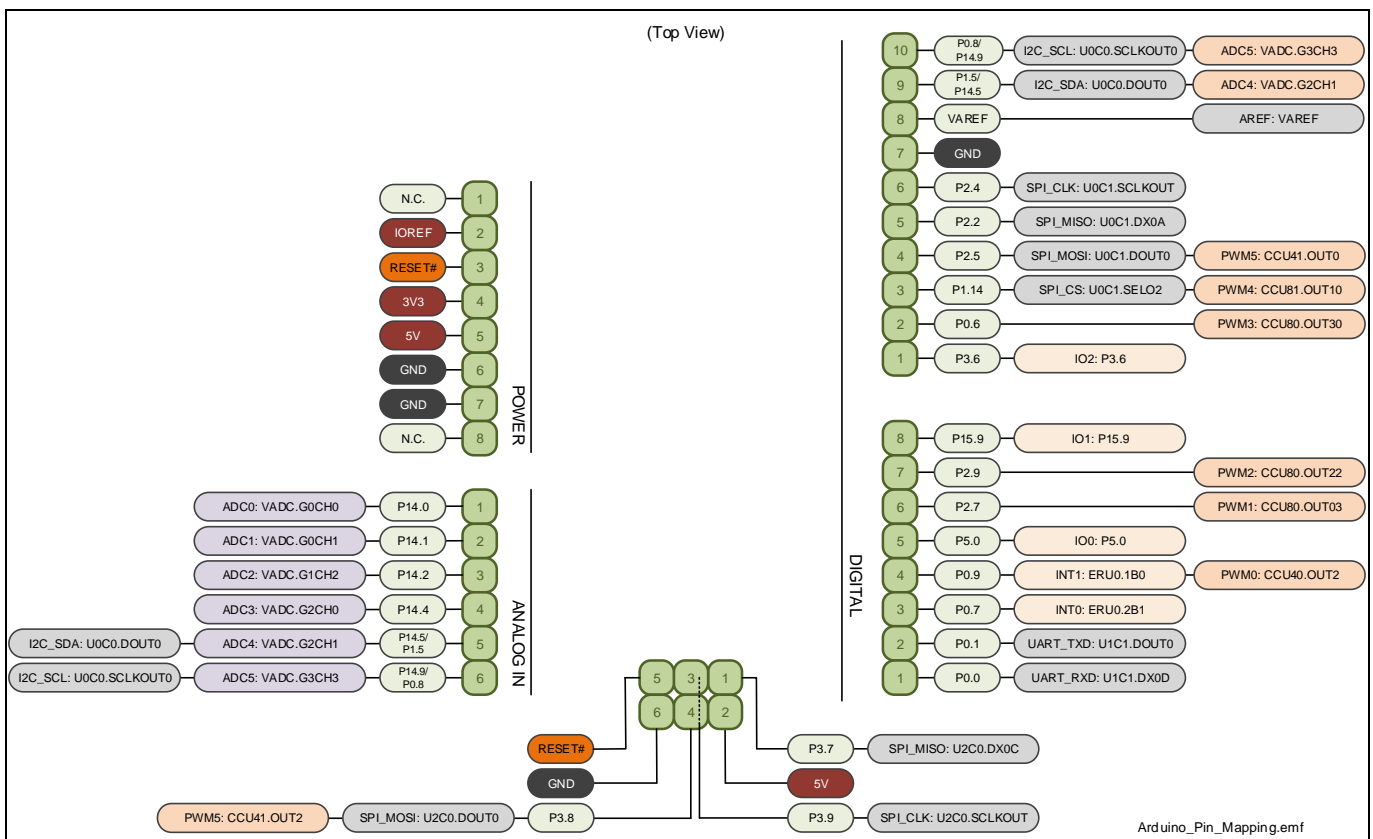 (Top View)
10 P0.8/ P14.9 I2C_SCL: U0C0.SCLKOUT0 ADC5: VADC.G3CH3
9 P1.5/ P14.5 I2C_SDA: U0C0.DOUT0 ADC4: VADC.G2CH1
8 VAREF AREF: VAREF
7 GND
6 P2.4 SPI_CLK: U0C1.SCLKOUT
5 P2.2 SPI_MISO: U0C1.DX0A
4 P2.5 SPI_MOSI: U0C1.DOUT0 PWM5: CCU41.OUT0
3 P1.14 SPI_CS: U0C1.SELO2 PWM4: CCU81.OUT10
2 P0.6 PWM3: CCU80.OUT30
1 P3.6 IO2: P3.6
8 P15.9 IO1: P15.9
7 P2.9 PWM2: CCU80.OUT22
6 P2.7 PWM1: CCU80.OUT03
5 P5.0 IO0: P5.0
4 P0.9 INT1: ERU0.1B0 PWM0: CCU40.OUT2
3 P0.7 INT0: ERU0.2B1
2 P0.1 UART_TXD: U1C1.DOUT0
1 P0.0 UART_RXD: U1C1.DX0D
DIGITAL
N.C. 1
IOREF 2
RESET# 3
3V3 4
5V 5
GND 6
GND 7
N.C. 8
POWER
ADC0: VADC.G0CH0 P14.0 1
ADC1: VADC.G0CH1 P14.1 2
ADC2: VADC.G1CH2 P14.2 3
ADC3: VADC.G2CH0 P14.4 4
I2C_SDA: U0C0.DOUT0 ADC4: VADC.G2CH1 P14.5/ P1.5 5
I2C_SCL: U0C0.SCLKOUT0 ADC5: VADC.G3CH3 P14.9/ P0.8 6
ANALOG IN
5 3 1
6 4 2
RESET# P3.7 SPI_MISO: U2C0.DX0C
GND 5V
PWM5: CCU41.OUT2 SPI_MOSI: U2C0.DOUT0 P3.8 P3.9 SPI_CLK: U2C0.SCLKOUT
Arduino_Pin_Mapping.emf